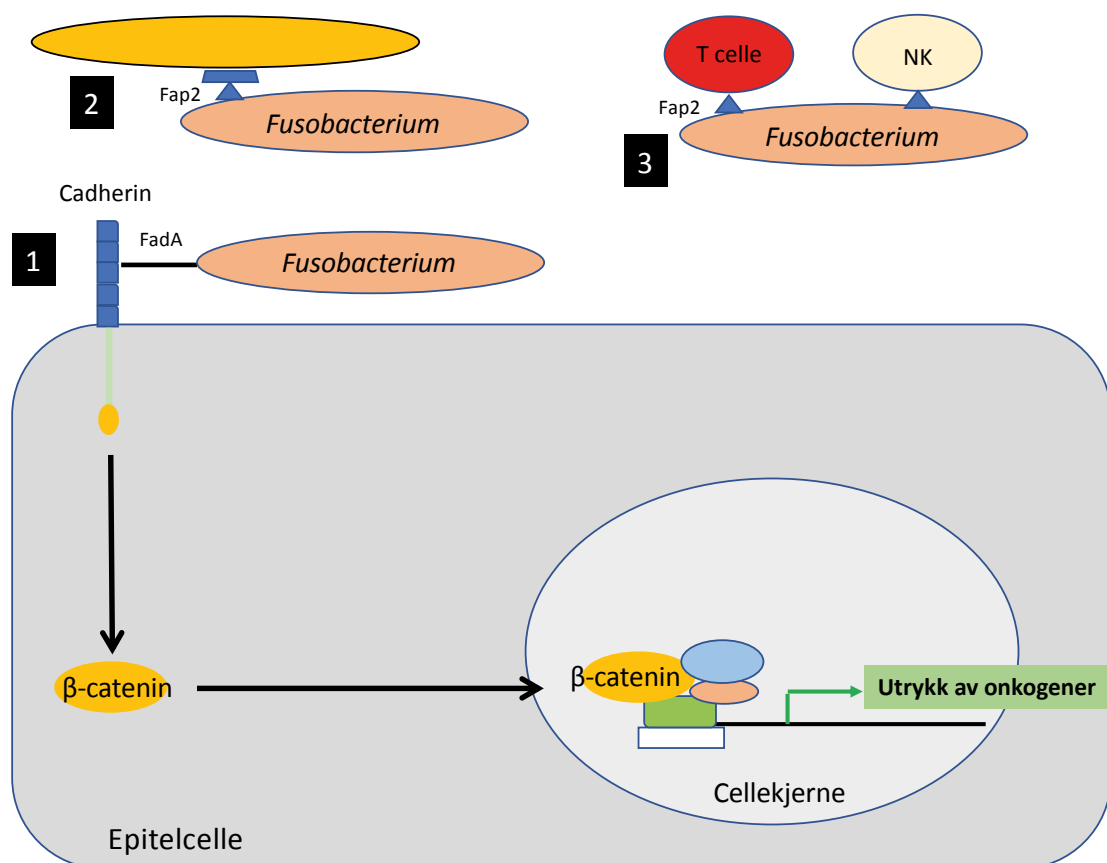 2
Fap2
Fusobacterium
T celle
NK
Fap2
Fusobacterium
3
Cadherin
1
FadA
Fusobacterium
β-catenin
β-catenin
Utrykk av onkogener
Cellekjerne
Epitelcelle